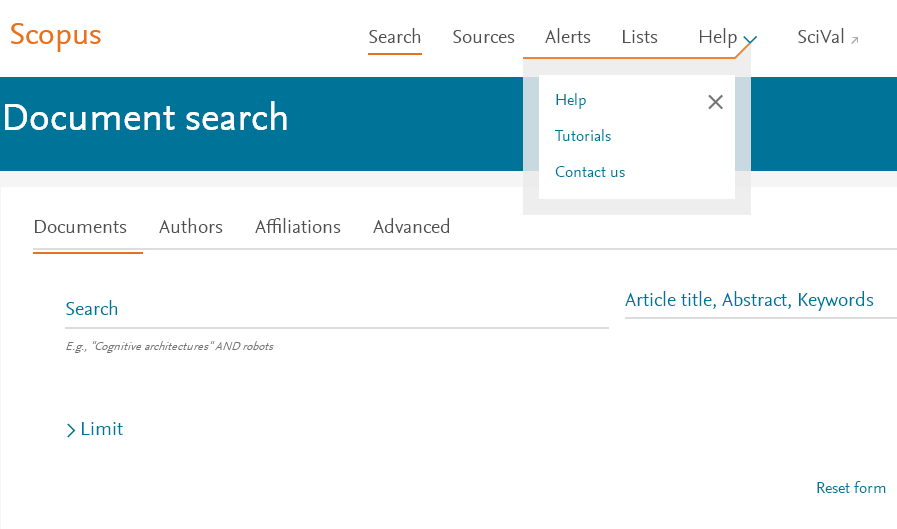 Scopus
Search Sources Alerts Lists Help SciVal
Help
Tutorials
Contact us
Document search
Documents Authors Affiliations Advanced
Search
Article title, Abstract, Keywords
E.g., "Cognitive architectures" AND robots
Limit
Reset form